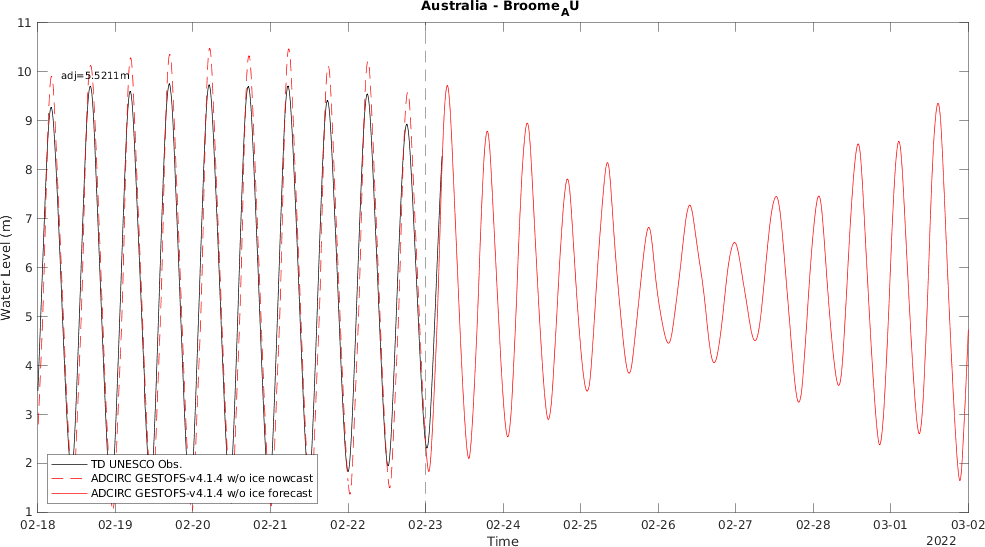 Australia - Broome_AU
11
10
9
8
7
6
5
4
3
2
1
Water Level (m)
adj=5.5211m
TD UNESCO Obs.
ADCIRC GESTOFS-v4.1.4 w/o ice nowcast
ADCIRC GESTOFS-v4.1.4 w/o ice forecast
02-18 02-19 02-20 02-21 02-22 02-23 02-24 02-25 02-26 02-27 02-28 03-01 03-02
Time
2022